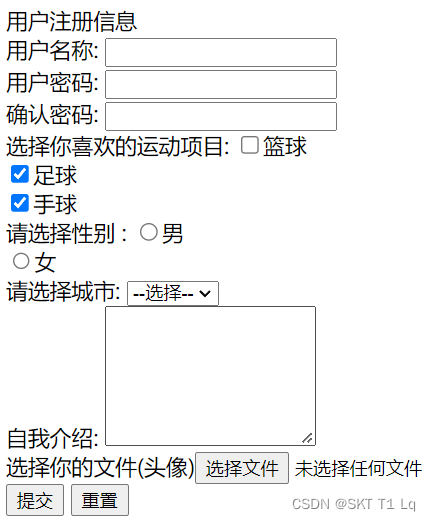 用户注册信息
用户名称:
用户密码:
确认密码:
选择你喜欢的运动项目: 篮球
足球
手球
请选择性别 : 男
女
请选择城市: --选择--
自我介绍:
选择你的文件(头像) 选择文件 未选择任何文件
提交 重置
CSDN @SKT T1 Lq